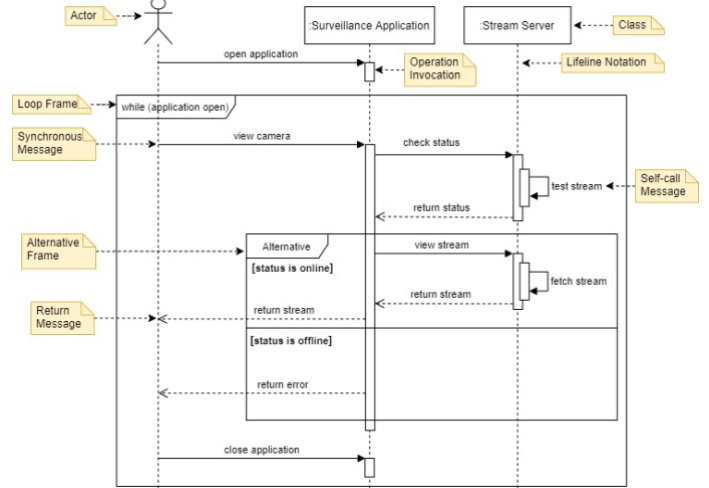 Actor
:Surveillance Application
:Stream Server
Class
open application
Operation
Invocation
Lifeline Notation
Loop Frame
while (application open)
Synchronous
Message
view camera
check status
test stream
Self-call
Message
return status
Alternative
Frame
Alternative
view stream
[status is online]
fetch stream
return stream
Return
Message
return stream
[status is offline]
return error
close application